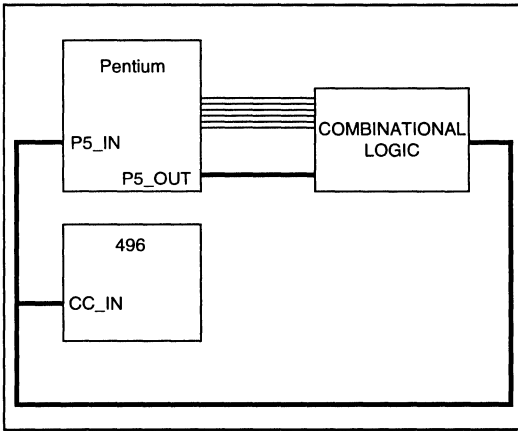 Pentium
P5_IN
P5_OUT
COMBINATIONAL
LOGIC
496
CC_IN